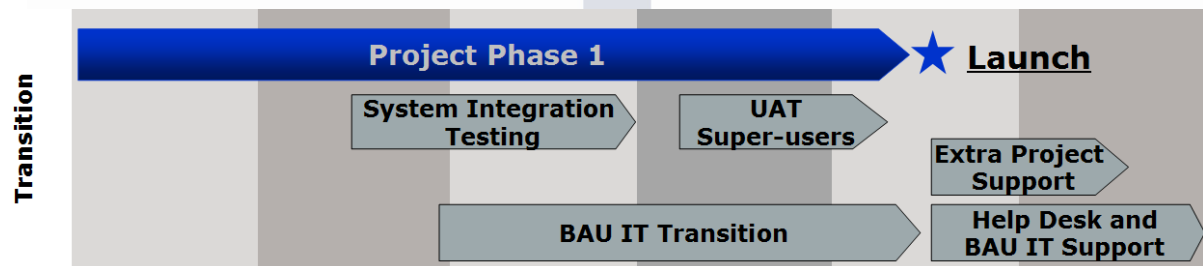 Transition
Project Phase 1
Launch
System Integration
Testing
UAT
Super-users
Extra Project
Support
BAU IT Transition
Help Desk and
BAU IT Support